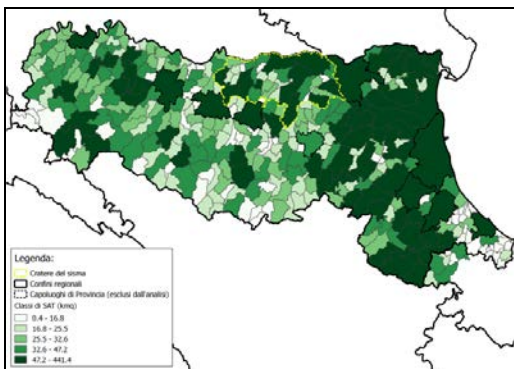 Legenda:
Cratere del sisma
Confini regionali
Capoluoghi di Provincia (esclusi dall'analisi)
Classi di SAT (kmq)
0.4 - 16.8
16.8 - 25.5
25.5 - 32.6
32.6 - 47.2
47.2 - 441.4